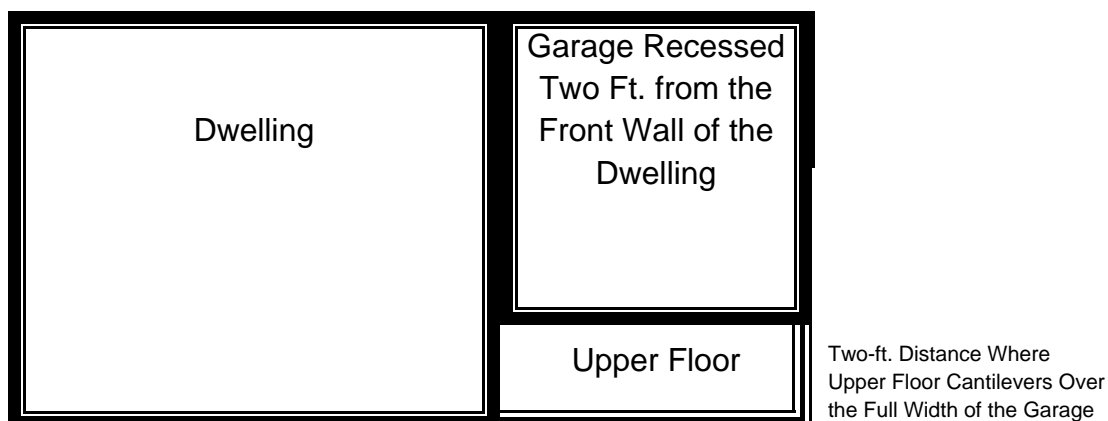 Dwelling
Garage Recessed
Two Ft. from the
Front Wall of the
Dwelling
Upper Floor
Two-ft. Distance Where
Upper Floor Cantilevers Over
the Full Width of the Garage